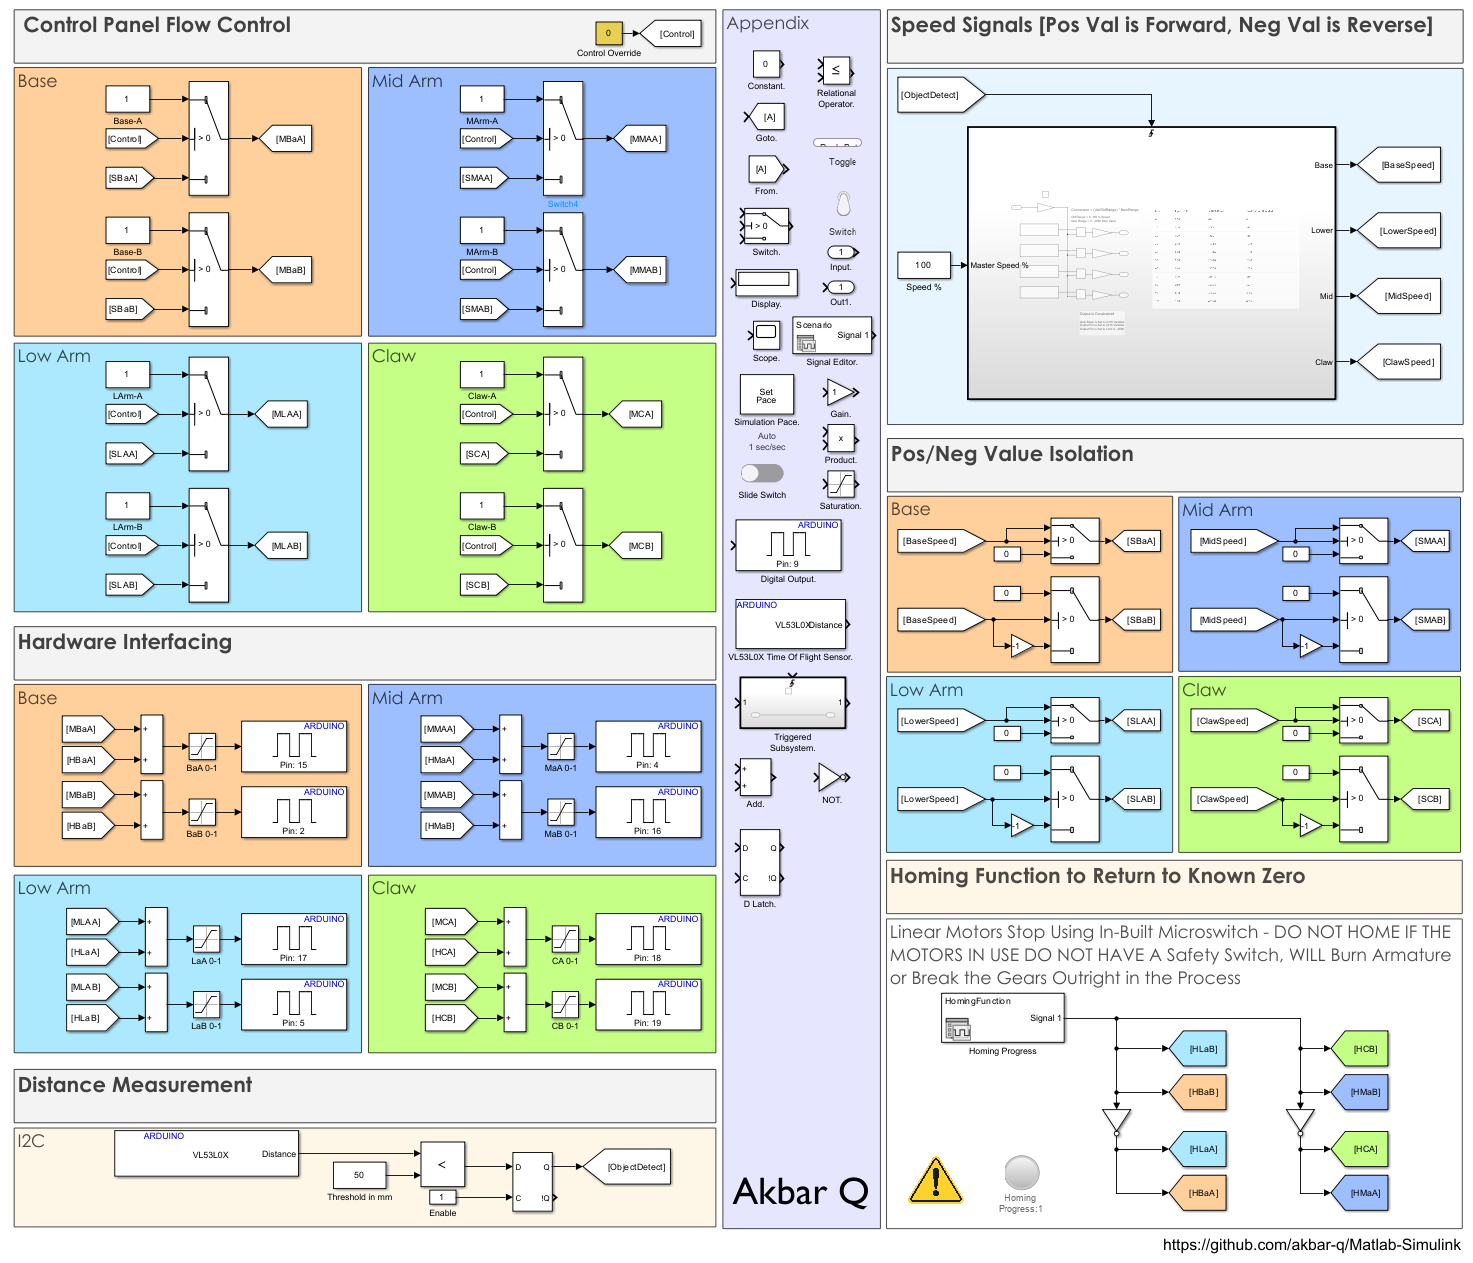 Control Panel Flow Control
0
[Control]
Control Override
Base
1
Base-A
[Control]
> 0
[MBaA]
[SBaA]
1
Base-B
[Control]
> 0
[MBaB]
[SBaB]
Mid Arm
1
MArm-A
[Control]
> 0
[MMAA]
[SMAA]
Switch4
1
MArm-B
[Control]
> 0
[MMAB]
[SMAB]
Low Arm
1
LArm-A
[Control]
> 0
[MLAA]
[SLAA]
1
LArm-B
[Control]
> 0
[MLAB]
[SLAB]
Claw
1
Claw-A
[Control]
> 0
[MCA]
[SCA]
1
Claw-B
[Control]
> 0
[MCB]
[SCB]
Hardware Interfacing
Base
[MBaA]
[HBaA]
+
+
BaA 0-1
ARDUINO
Pin: 15
[MBaB]
[HBaB]
+
+
BaB 0-1
ARDUINO
Pin: 2
Mid Arm
[MMAA]
[HMaA]
+
+
MaA 0-1
ARDUINO
Pin: 4
[MMAB]
[HMaB]
+
+
MaB 0-1
ARDUINO
Pin: 16
Low Arm
[MLAA]
[HLaA]
+
+
LaA 0-1
ARDUINO
Pin: 17
[MLAB]
[HLaB]
+
+
LaB 0-1
ARDUINO
Pin: 5
Claw
[MCA]
[HCA]
+
+
CA 0-1
ARDUINO
Pin: 18
[MCB]
[HCB]
+
+
CB 0-1
ARDUINO
Pin: 19
Distance Measurement
I2C
ARDUINO
VL53L0X
Distance
50
Threshold in mm
<
1
Enable
D
Q
C
!Q
[ObjectDetect]
Appendix
0
Constant.
≤
Relational
Operator.
[A]
Goto.
Toggle
[A]
From.
> 0
Switch.
Switch
1
Input.
Display.
1
Out1.
Scope.
Scenario
Signal 1
Signal Editor.
Set
Pace
Simulation Pace.
Auto
1 sec/sec
1
Gain.
x
Product.
Slide Switch
Saturation.
ARDUINO
Pin: 9
Digital Output.
ARDUINO
VL53L0X
Distance
VL53L0X Time Of Flight Sensor.
1
1
Triggered
Subsystem.
+
+
Add.
NOT.
D
Q
C
!Q
D Latch.
Akbar Q
Speed Signals [Pos Val is Forward, Neg Val is Reverse]
[ObjectDetect]
100
Speed %
Master Speed %
Base
[BaseSpeed]
Lower
[LowerSpeed]
Mid
[MidSpeed]
Claw
[ClawSpeed]
Pos/Neg Value Isolation
Base
[BaseSpeed]
0
> 0
[SBaA]
0
[BaseSpeed]
-1
> 0
[SBaB]
Mid Arm
[MidSpeed]
0
> 0
[SMAA]
0
[MidSpeed]
-1
> 0
[SMAB]
Low Arm
[LowerSpeed]
0
> 0
[SLAA]
0
[LowerSpeed]
-1
> 0
[SLAB]
Claw
[ClawSpeed]
0
> 0
[SCA]
0
[ClawSpeed]
-1
> 0
[SCB]
Homing Function to Return to Known Zero
Linear Motors Stop Using In-Built Microswitch - DO NOT HOME IF THE
MOTORS IN USE DO NOT HAVE A Safety Switch, WILL Burn Armature
or Break the Gears Outright in the Process
HomingFunction
Signal 1
Homing Progress
[HLaB]
[HBaB]
[HLaA]
[HBaA]
[HCB]
[HMaB]
[HCA]
[HMaA]
Homing
Progress:1
https://github.com/akbar-q/Matlab-Simulink